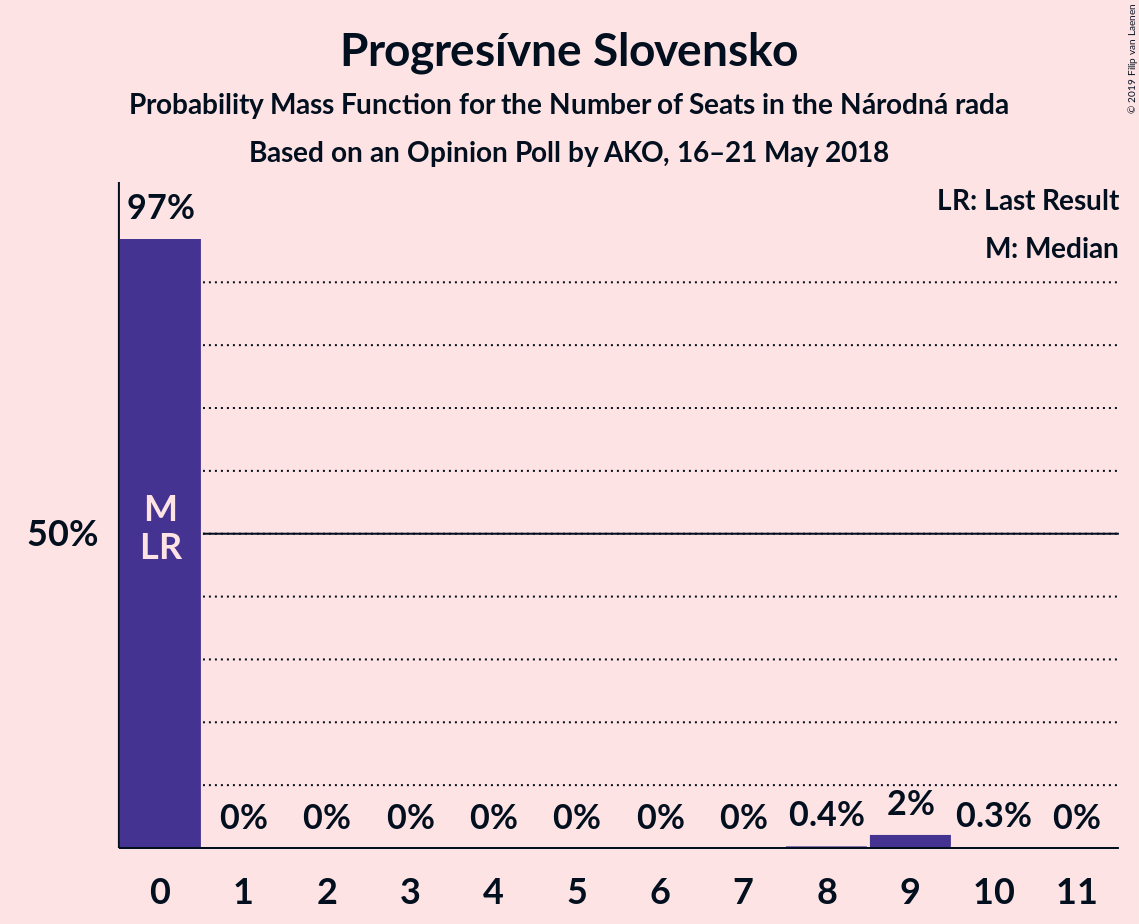 Progresívne Slovensko
Probability Mass Function for the Number of Seats in the Národná rada
Based on an Opinion Poll by AKO, 16–21 May 2018
© 2019 Filip van Laenen
LR: Last Result
M: Median
97%
M
LR
50%
0% 0% 0% 0% 0% 0% 0% 0.4% 2% 0.3% 0%
0 1 2 3 4 5 6 7 8 9 10 11